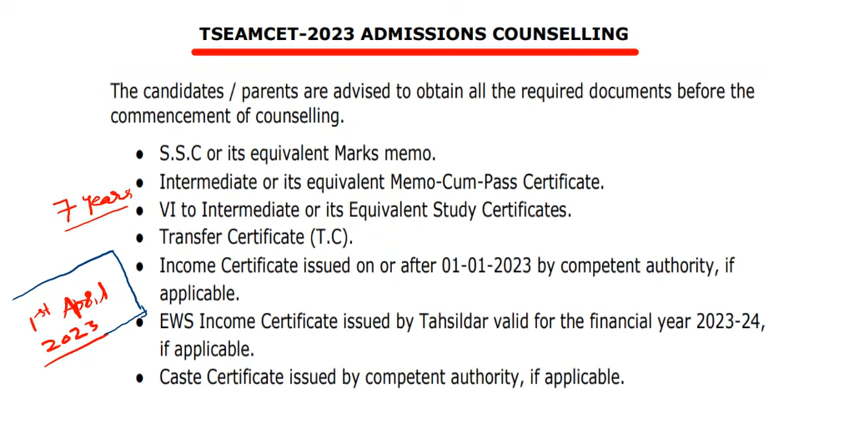 TSEAMCET-2023 ADMISSIONS COUNSELLING
The candidates / parents are advised to obtain all the required documents before the
commencement of counselling.
• S.S.C or its equivalent Marks memo.
• Intermediate or its equivalent Memo-Cum-Pass Certificate.
7 years
• VI to Intermediate or its Equivalent Study Certificates.
• Transfer Certificate (T.C).
• Income Certificate issued on or after 01-01-2023 by competent authority, if
applicable.
1st April
2023
• EWS Income Certificate issued by Tahsildar valid for the financial year 2023-24,
if applicable.
• Caste Certificate issued by competent authority, if applicable.